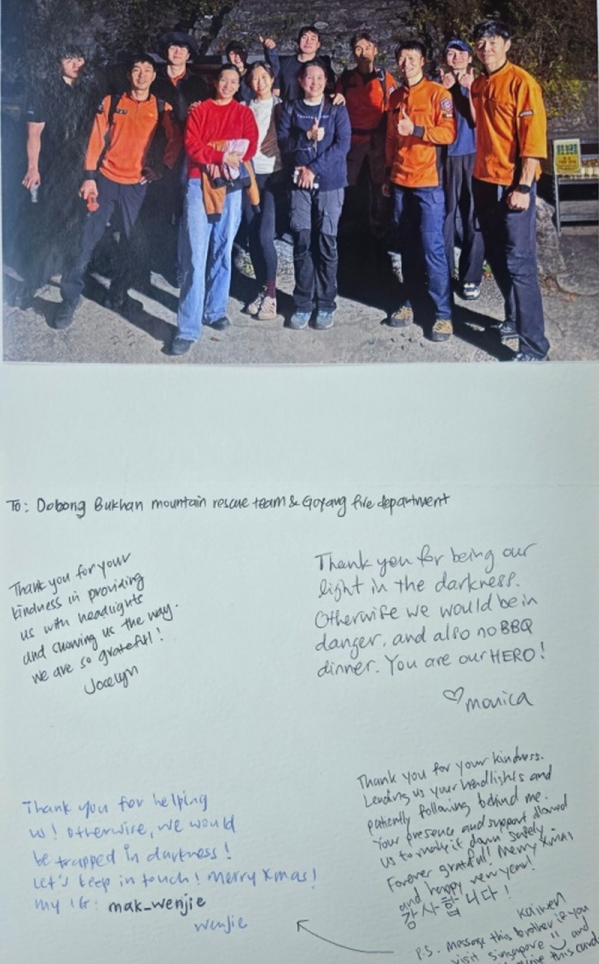 To: Dobong Bukhan mountain rescue team & Goyang fire department
Thank you for your
kindness in providing
us with headlights
and showing us the way.
we are so grateful!
Jocelyn
Thank you for being our
light in the darkness.
Otherwise we would be in
danger, and also no BBQ
dinner. You are our HERO!
♡ monica
Thank you for helping
us! Otherwise, we would
be trapped in darkness!
Let's keep in touch! Merry Xmas!
my IG: mak_wenjie
wenjie
Thank you for your kindness.
Lending us your headlights and
patiently following behind me.
Your presence and support allowed
us to make it down safely.
Forever grateful! Merry Xmas
and happy new year!
감사합니다!
Kaiwen
P.S. message this brother if you
visit Singapore and
this card